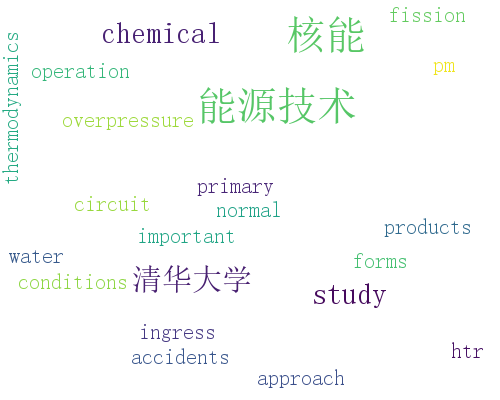 fission
chemical
核能
thermodynamics
operation
pm
能源技术
overpressure
primary
circuit
normal
products
important
water
forms
conditions
清华大学
study
ingress
htr
accidents
approach